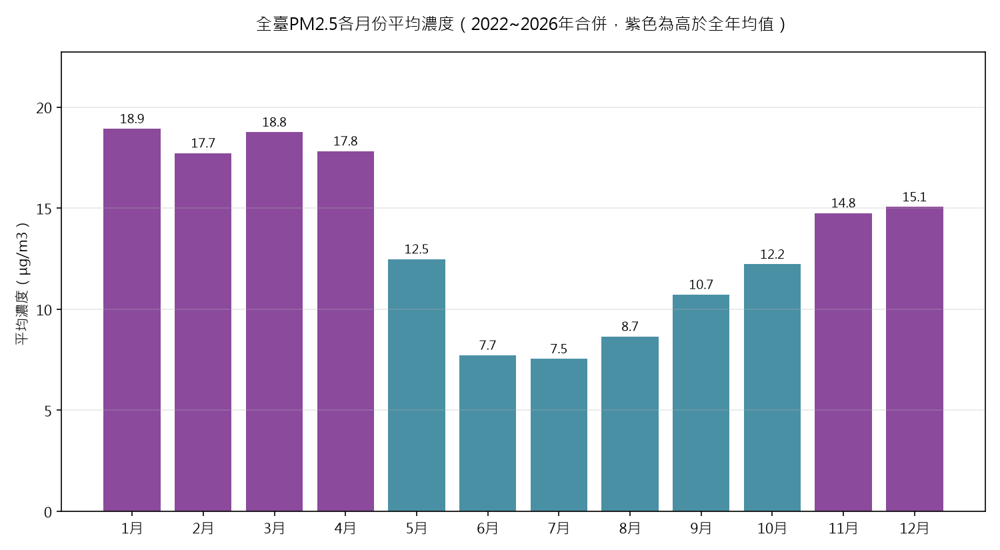 全臺PM2.5各月份平均濃度（2022~2026年合併，紫色為高於全年均值）
平均濃度（μg/m3）
20
15
10
5
0
18.9
17.7
18.8
17.8
12.5
7.7
7.5
8.7
10.7
12.2
14.8
15.1
1月
2月
3月
4月
5月
6月
7月
8月
9月
10月
11月
12月